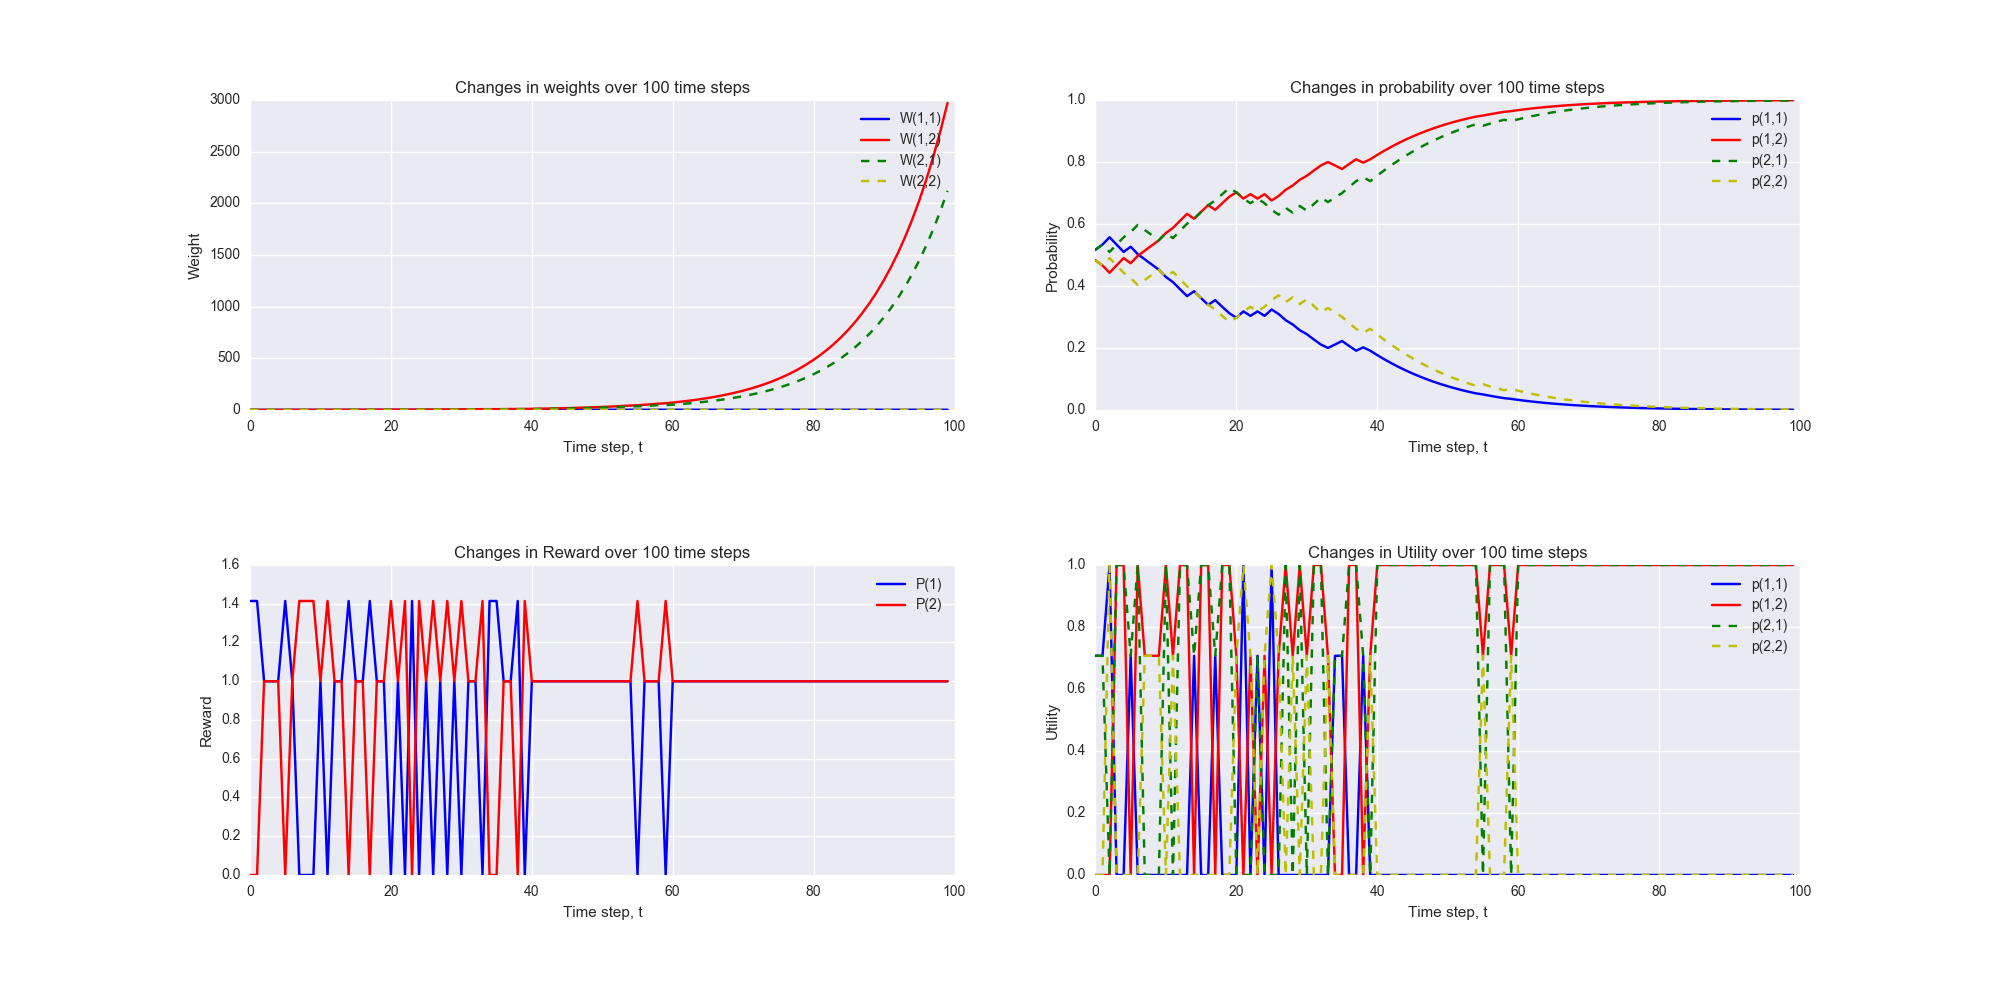 Changes in weights over 100 time steps
3000
2500
2000
1500
1000
500
0
Weight
W(1,1)
W(1,2)
W(2,1)
W(2,2)
0 20 40 60 80 100
Time step, t
Changes in probability over 100 time steps
1.0
0.8
0.6
0.4
0.2
0.0
Probability
p(1,1)
p(1,2)
p(2,1)
p(2,2)
0 20 40 60 80 100
Time step, t
Changes in Reward over 100 time steps
1.6
1.4
1.2
1.0
0.8
0.6
0.4
0.2
0.0
Reward
P(1)
P(2)
0 20 40 60 80 100
Time step, t
Changes in Utility over 100 time steps
1.0
0.8
0.6
0.4
0.2
0.0
Utility
p(1,1)
p(1,2)
p(2,1)
p(2,2)
0 20 40 60 80 100
Time step, t